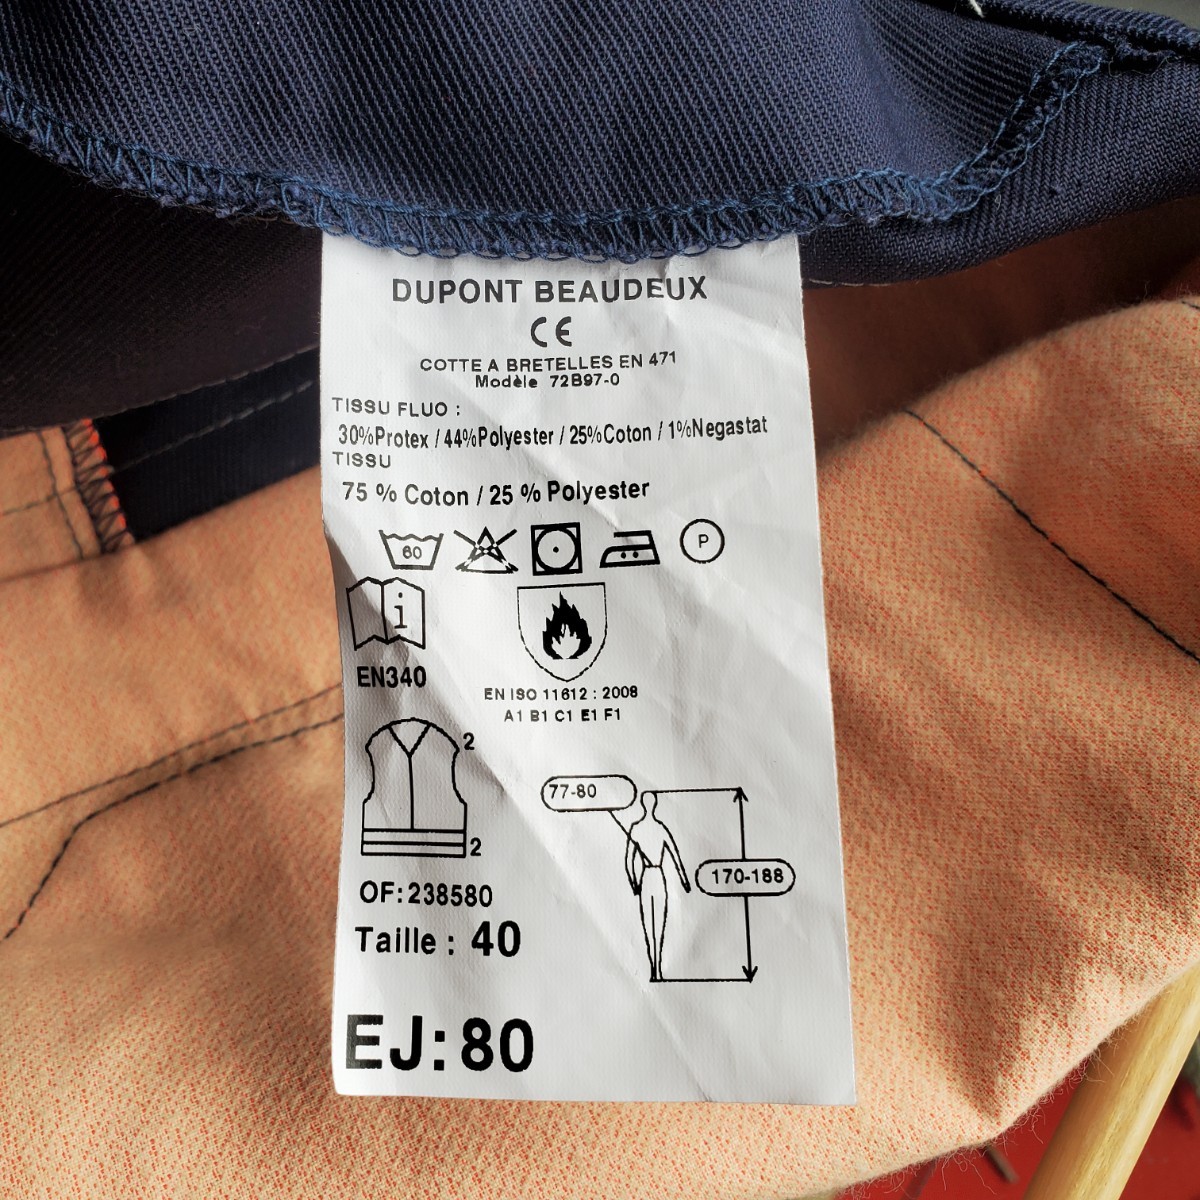 DUPONT BEAUDEUX
CE
COTTE A BRETELLES EN 471
Modèle 72B97-0
TISSU FLUO :
30%Protex / 44%Polyester / 25%Coton / 1%Negastat
TISSU
75 % Coton / 25 % Polyester
60
P
i
EN340
EN ISO 11612 : 2008
A1 B1 C1 E1 F1
2
2
77-80
170-188
OF:238580
Taille : 40
EJ:80